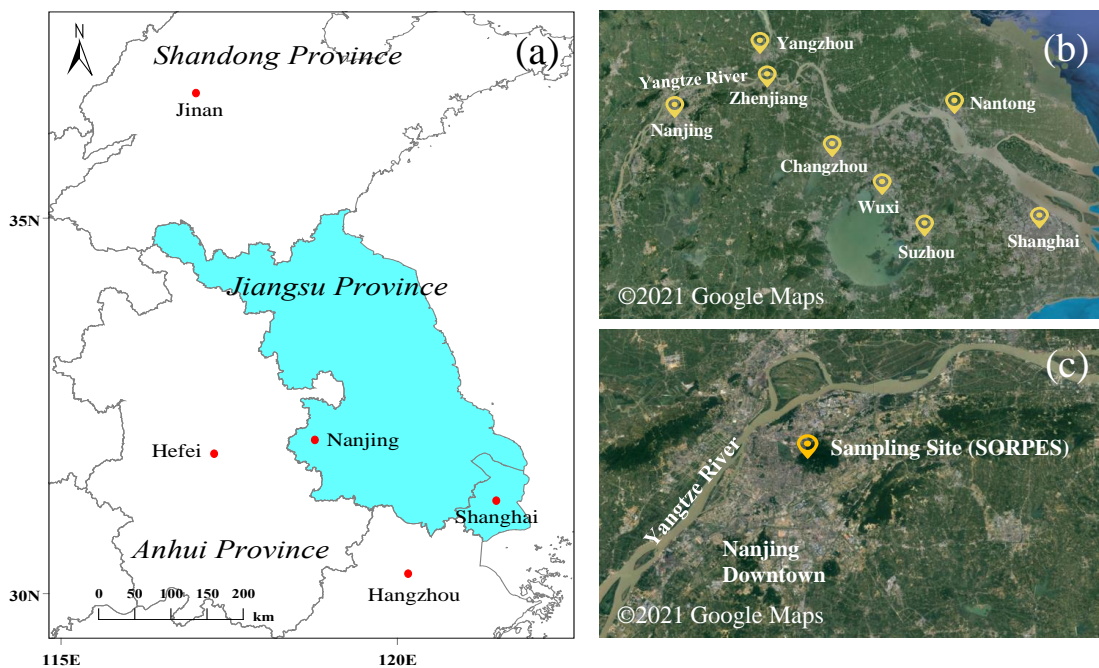 (a)
N
Shandong Province
Jinan
35N
Jiangsu Province
Nanjing
Hefei
Shanghai
Anhui Province
Hangzhou
0 50 100 150 200
km
30N
115E
120E
(b)
Yangzhou
Yangtze River
Zhenjiang
Nanjing
Nantong
Changzhou
Wuxi
Suzhou
Shanghai
©2021 Google Maps
(c)
Sampling Site (SORPES)
Yangtze River
Nanjing
Downtown
©2021 Google Maps